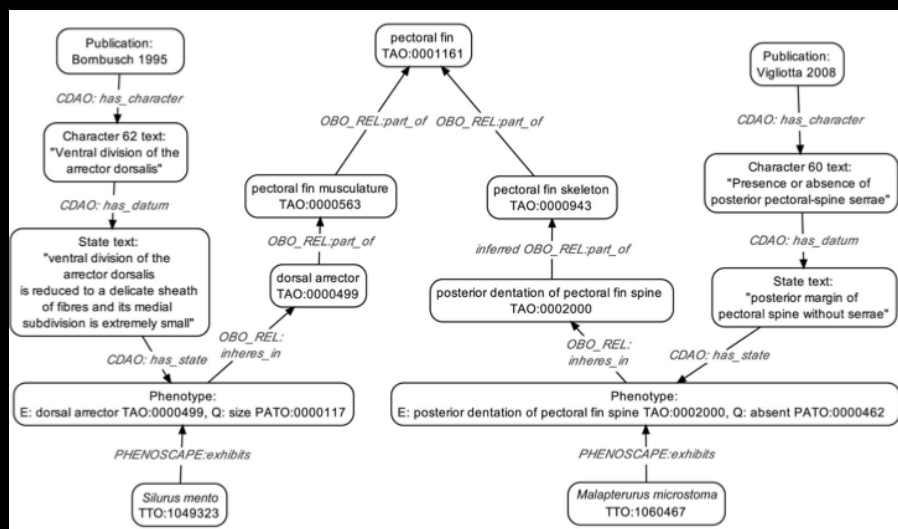 Publication:
Bornbusch 1995
CDAO: has_character
Character 62 text:
"Ventral division of the
arrector dorsalis"
CDAO: has_datum
State text:
"ventral division of the
arrector dorsalis
is reduced to a delicate sheath
of fibres and its medial
subdivision is extremely small"
CDAO: has_state
pectoral fin
TAO:0001161
OBO_REL:part_of
OBO_REL:part_of
pectoral fin musculature
TAO:0000563
OBO_REL:part_of
dorsal arrector
TAO:0000499
OBO_REL:
inheres_in
pectoral fin skeleton
TAO:0000943
inferred OBO_REL:part_of
posterior dentation of pectoral fin spine
TAO:0002000
OBO_REL:
inheres_in
Publication:
Vigliotta 2008
CDAO: has_character
Character 60 text:
"Presence or absence of
posterior pectoral-spine serrae"
CDAO: has_datum
State text:
"posterior margin of
pectoral spine without serrae"
CDAO: has_state
Phenotype:
E: dorsal arrector TAO:0000499, Q: size PATO:0000117
PHENOSCAPE:exhibits
Silurus mento
TTO:1049323
Phenotype:
E: posterior dentation of pectoral fin spine TAO:0002000, Q: absent PATO:0000462
PHENOSCAPE:exhibits
Malapterurus microstoma
TTO:1060467